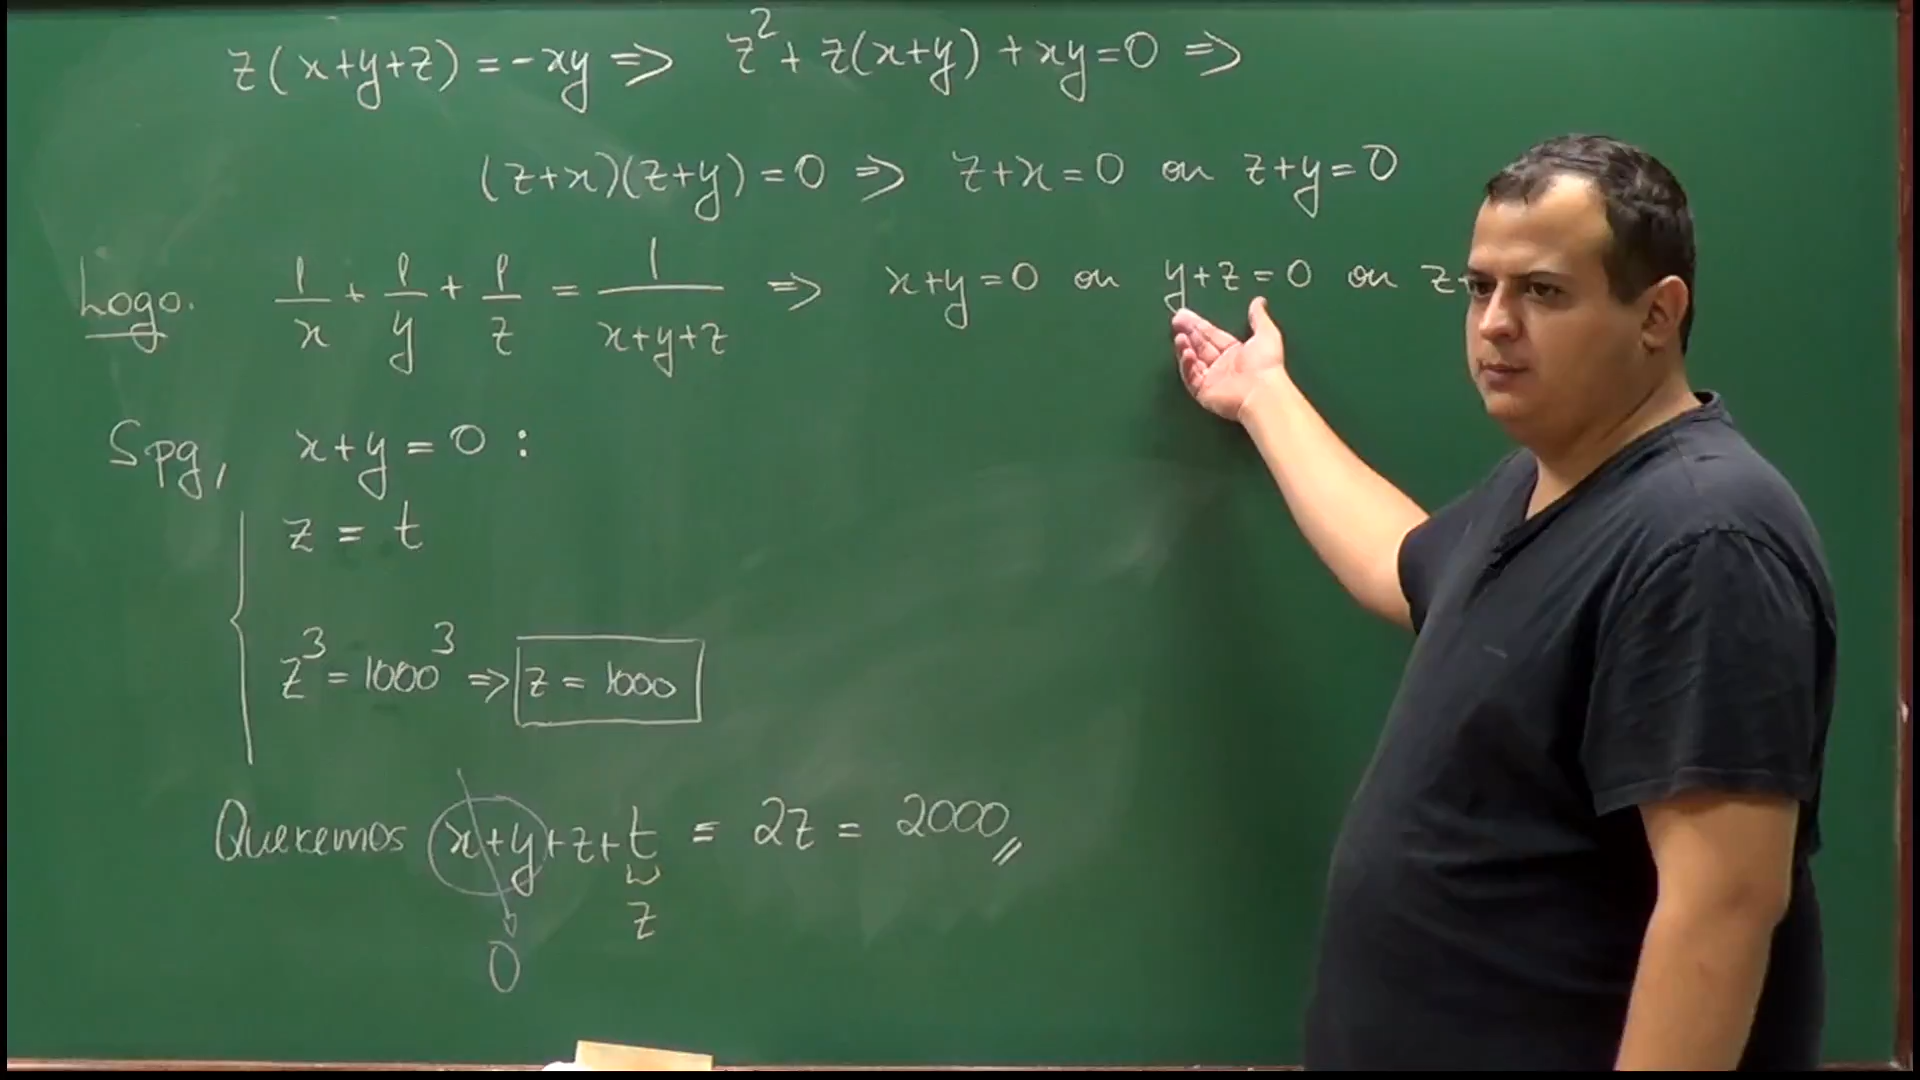 z(x+y+z) = -xy ⇒ z² + z(x+y) + xy = 0 ⇒
(z+x)(z+y) = 0 ⇒ z+x = 0 ou z+y = 0
Logo. 1/x + 1/y + 1/z = 1/(x+y+z) ⇒ x+y = 0 ou y+z = 0 ou z+
Spg, x+y = 0 :
z = t
z³ = 1000³ ⇒ z = 1000
Queremos x+y+z+t = 2z = 2000
z
0